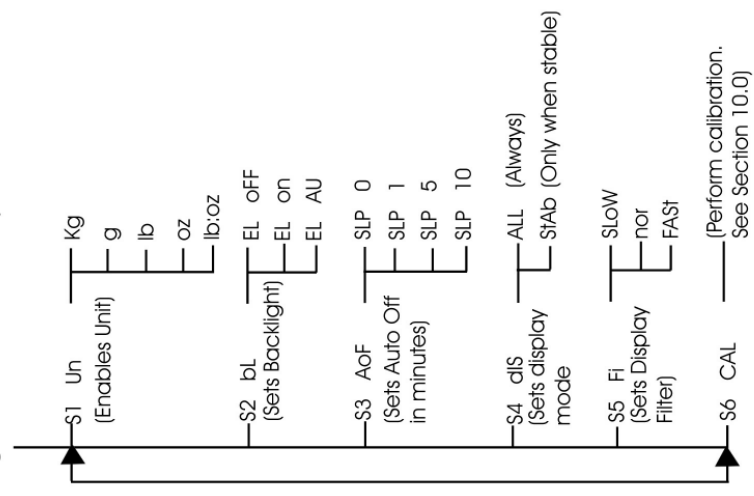 S1 Un
(Enables Unit)
Kg
g
lb
oz
lb:oz
S2 bL
(Sets Backlight)
EL oFF
EL on
EL AU
S3 AoF
(Sets Auto Off
in minutes)
SLP 0
SLP 1
SLP 5
SLP 10
S4 dIS
(Sets display
mode
ALL (Always)
StAb (Only when stable)
S5 Fi
(Sets Display
Filter)
SLoW
nor
FASt
S6 CAL
(Perform calibration.
See Section 10.0)